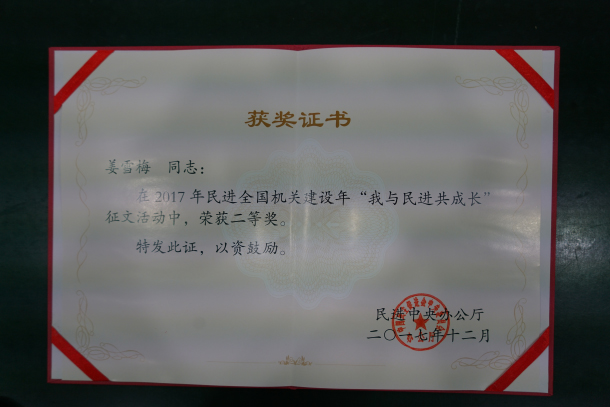 获奖证书
姜雪梅 同志：
在2017年民进全国机关建设年“我与民进共成长”
征文活动中，荣获二等奖。
特发此证，以资鼓励。
民进中央办公厅
二〇一七年十二月